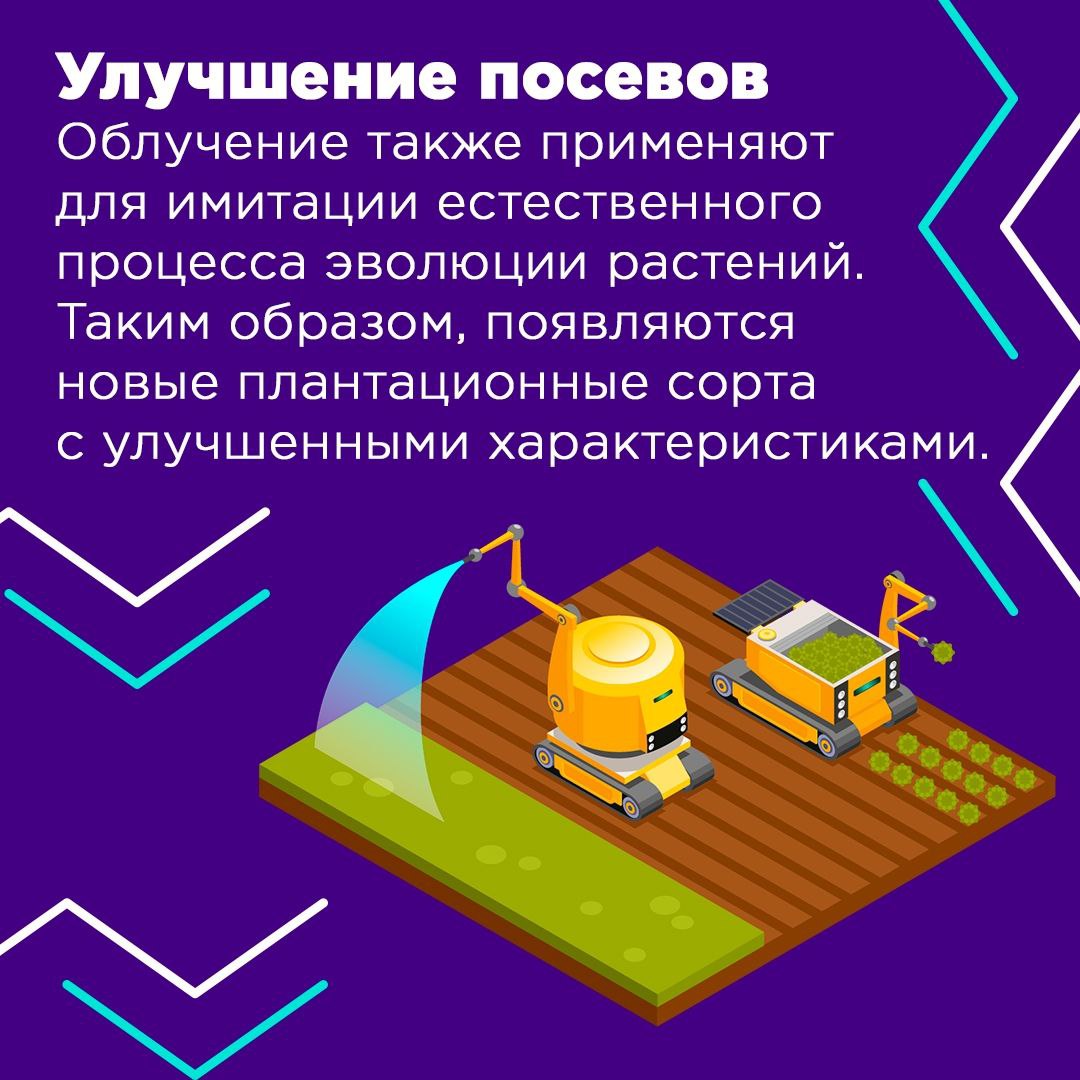 Улучшение посевов
Облучение также применяют
для имитации естественного
процесса эволюции растений.
Таким образом, появляются
новые плантационные сорта
с улучшенными характеристиками.